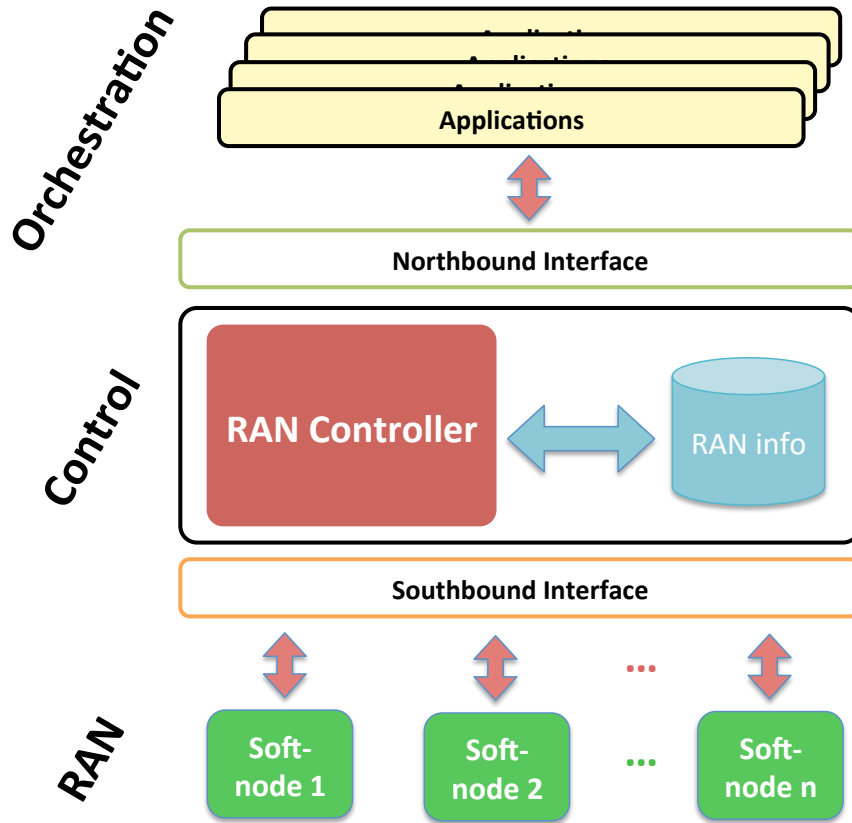 Orchestration
Applications
Northbound Interface
Control
RAN Controller
RAN info
Southbound Interface
...
RAN
Soft-
node 1
Soft-
node 2
...
Soft-
node n